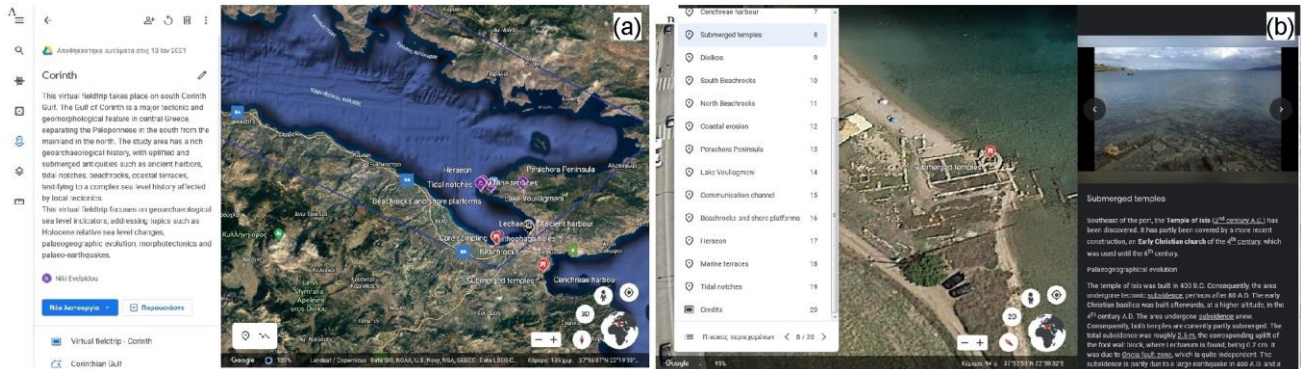 (a)
Αποθηκεύτηκε αυτόματα στις 13 Ιαν 2021
Corinth
This virtual fieldtrip takes place on south Corinth
Gulf. The Gulf of Corinth is a major tectonic and
geomorphological feature in central Greece,
separating the Peloponnese in the south from the
mainland in the north. The study area has a rich
geoarchaeological history, with uplifted and
submerged antiquities such as ancient harbors,
tidal notches, beachrocks, coastal terraces,
testifying to a complex sea level history affected
by local tectonics.
This virtual fieldtrip focuses on geoarchaeological
sea level indicators, addressing topics such as
Holocene relative sea level changes,
palaeogeographic evolution, morphotectonics and
palaeo-earthquakes.
Niki Evelpidou
Νέα λειτουργία
Παρουσιάστε
Virtual fieldtrip - Corinth
Corinthian Gulf
Heraeon
Perachora Peninsula
Tidal notches
Marine terraces
Lake Vouliagmeni
Beachrocks and shore platforms
Lechaeum ancient harbour
Core sampling
Beachrocks
Submerged temples
Cenchreae harbour
8A
8A
8A
3D
Google
100%
(b)
Cenchreae harbour 7
Submerged temples 8
Diolkos 9
South Beachrocks 10
North Beachrocks 11
Coastal erosion 12
Perachora Peninsula 13
Lake Vouliagmeni 14
Communication channel 15
Beachrocks and shore platforms 16
Heraeon 17
Marine terraces 18
Tidal notches 19
Credits 20
Πίνακας περιεχομένων
8 / 20
Submerged temples
2D
Google
Submerged temples
Southeast of the port, the Temple of Isis (2nd century A.C.) has
been discovered. It has partly been covered by a more recent
construction, an Early Christian church of the 4th century, which
was used until the 6th century.
Palaeogeographical evolution
The temple of Isis was built in 400 B.C. Consequently, the area
undergone tectonic subsidence, perhaps after 80 A.D. The early
Christian basilica was built afterwards, at a higher altitude, in the
4th century A.D. The area undergone subsidence anew.
Consequently, both temples are currently partly submerged. The
total subsidence was roughly
the corresponding uplift of
the foot wall block, where Lechaeum is found, being 0.7 cm. It
was due to Oncia fault zone, which is quite independent. The
subsidence is partly due to a large earthquake in 400 A.D. and a